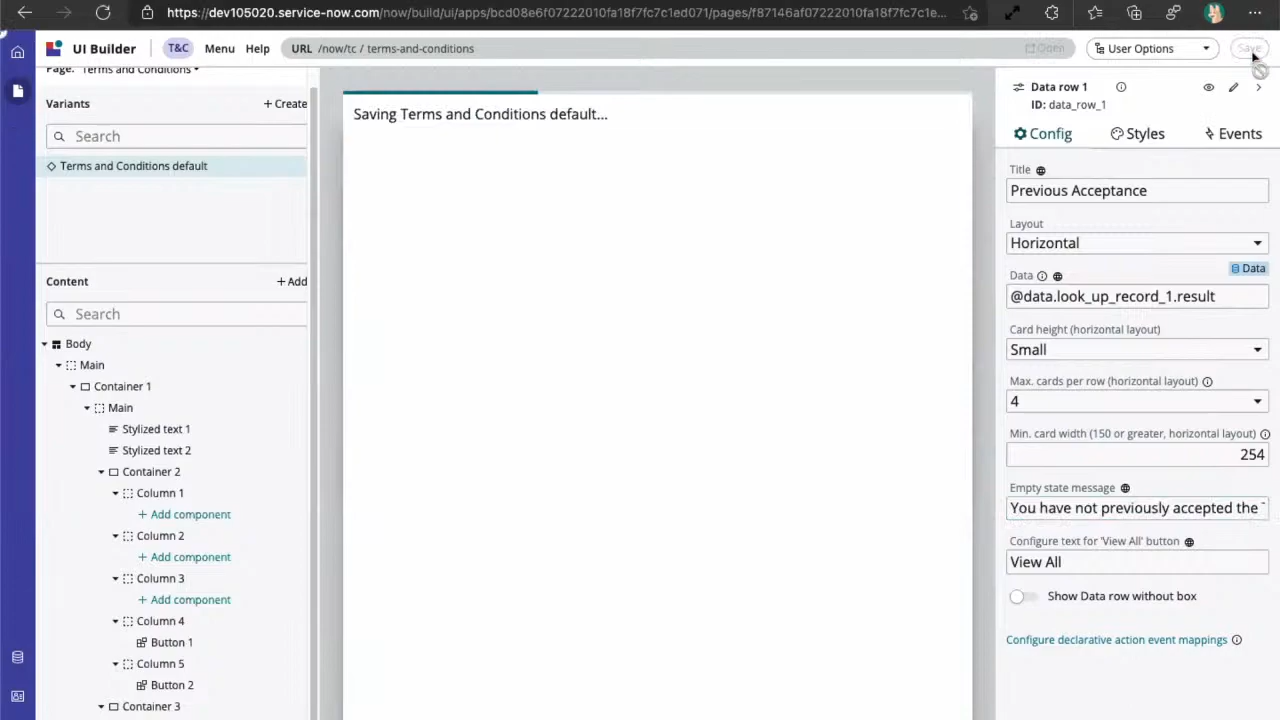 https://dev105020.service-now.com/now/build/ui/apps/bcd08e6f07222010fa18f7fc7c1ed071/pages/f87146af07222010fa18f7fc7c1e...
UI Builder
T&C
Menu
Help
URL /now/tc / terms-and-conditions
Open
User Options
Save
Page: Terms and Conditions
Variants
+ Create
Search
Terms and Conditions default
Content
+ Add
Search
Body
Main
Container 1
Main
Stylized text 1
Stylized text 2
Container 2
Column 1
+ Add component
Column 2
+ Add component
Column 3
+ Add component
Column 4
Button 1
Column 5
Button 2
Container 3
Saving Terms and Conditions default...
Data row 1
ID: data_row_1
Config
Styles
Events
Title
Previous Acceptance
Layout
Horizontal
Data
Data
@data.look_up_record_1.result
Card height (horizontal layout)
Small
Max. cards per row (horizontal layout)
4
Min. card width (150 or greater, horizontal layout)
254
Empty state message
You have not previously accepted the
Configure text for 'View All' button
View All
Show Data row without box
Configure declarative action event mappings